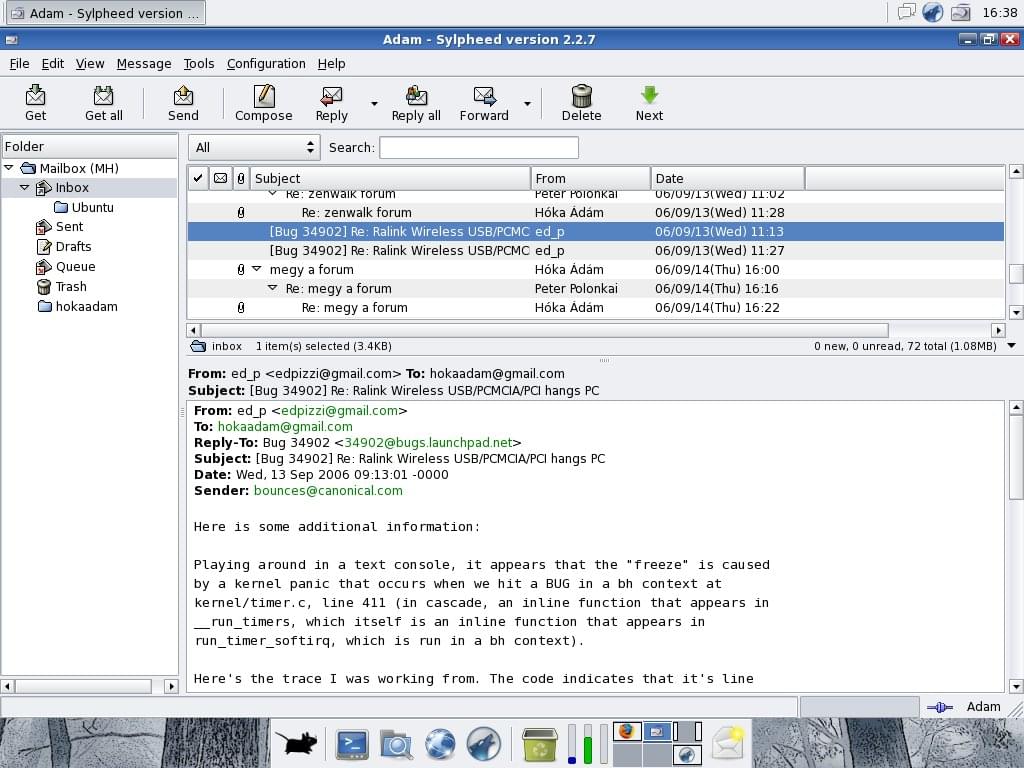 Adam - Sylpheed version ...
16:38
Adam - Sylpheed version 2.2.7
File Edit View Message Tools Configuration Help
Get Get all Send Compose Reply Reply all Forward Delete Next
Folder
Mailbox (MH)
Inbox
Ubuntu
Sent
Drafts
Queue
Trash
hokaadam
All Search:
Subject From Date
Re: zenwalk forum Peter Polonkai 06/09/13(Wed) 11:02
Re: zenwalk forum Hóka Ádám 06/09/13(Wed) 11:28
[Bug 34902] Re: Ralink Wireless USB/PCMC ed_p 06/09/13(Wed) 11:13
[Bug 34902] Re: Ralink Wireless USB/PCMC ed_p 06/09/13(Wed) 11:27
megy a forum Hóka Ádám 06/09/14(Thu) 16:00
Re: megy a forum Peter Polonkai 06/09/14(Thu) 16:16
Re: megy a forum Hóka Ádám 06/09/14(Thu) 16:22
inbox 1 item(s) selected (3.4KB) 0 new, 0 unread, 72 total (1.08MB)
From: ed_p <edpizzi@gmail.com> To: hokaadam@gmail.com
Subject: [Bug 34902] Re: Ralink Wireless USB/PCMCIA/PCI hangs PC
From: ed_p <edpizzi@gmail.com>
To: hokaadam@gmail.com
Reply-To: Bug 34902 <34902@bugs.launchpad.net>
Subject: [Bug 34902] Re: Ralink Wireless USB/PCMCIA/PCI hangs PC
Date: Wed, 13 Sep 2006 09:13:01 -0000
Sender: bounces@canonical.com
Here is some additional information:
Playing around in a text console, it appears that the "freeze" is caused
by a kernel panic that occurs when we hit a BUG in a bh context at
kernel/timer.c, line 411 (in cascade, an inline function that appears in
__run_timers, which itself is an inline function that appears in
run_timer_softirq, which is run in a bh context).
Here's the trace I was working from. The code indicates that it's line
Adam